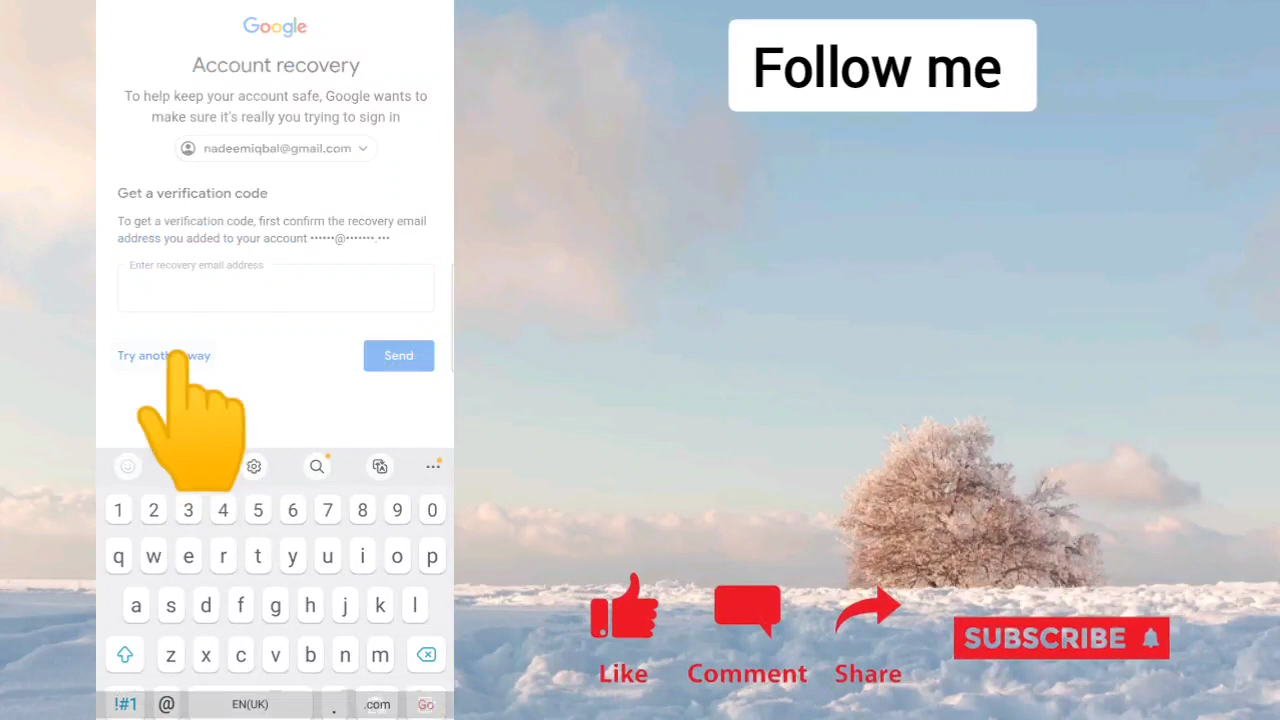 Google
Account recovery
To help keep your account safe, Google wants to
make sure it's really you trying to sign in
nadeemiqbal@gmail.com
Get a verification code
To get a verification code, first confirm the recovery email
address you added to your account ••••••@•••••••.•••
Enter recovery email address
Try another way
Send
1 2 3 4 5 6 7 8 9 0
q w e r t y u i o p
a s d f g h j k l
z x c v b n m
!#1 @ EN(UK) . .com Go
Follow me
Like Comment Share
SUBSCRIBE